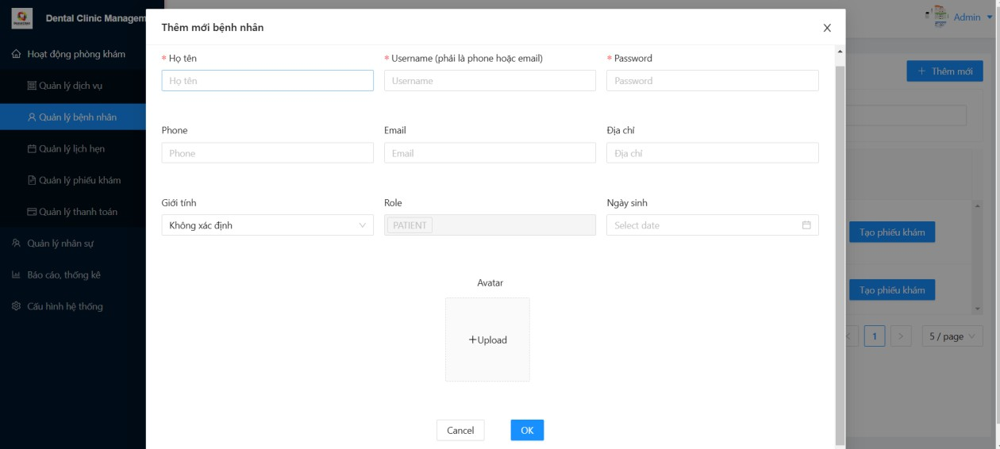 Dental Clinic Managem
Admin
Thêm mới bệnh nhân
Hoạt động phòng khám
Quản lý dịch vụ
Quản lý bệnh nhân
Quản lý lịch hẹn
Quản lý phiếu khám
Quản lý thanh toán
Quản lý nhân sự
Báo cáo, thống kê
Cấu hình hệ thống
* Họ tên
Họ tên
* Username (phải là phone hoặc email)
Username
* Password
Password
Phone
Phone
Email
Email
Địa chỉ
Địa chỉ
Giới tính
Không xác định
Role
PATIENT
Ngày sinh
Select date
Avatar
+Upload
Cancel
OK
+ Thêm mới
Tạo phiếu khám
Tạo phiếu khám
< 1 >
5 / page